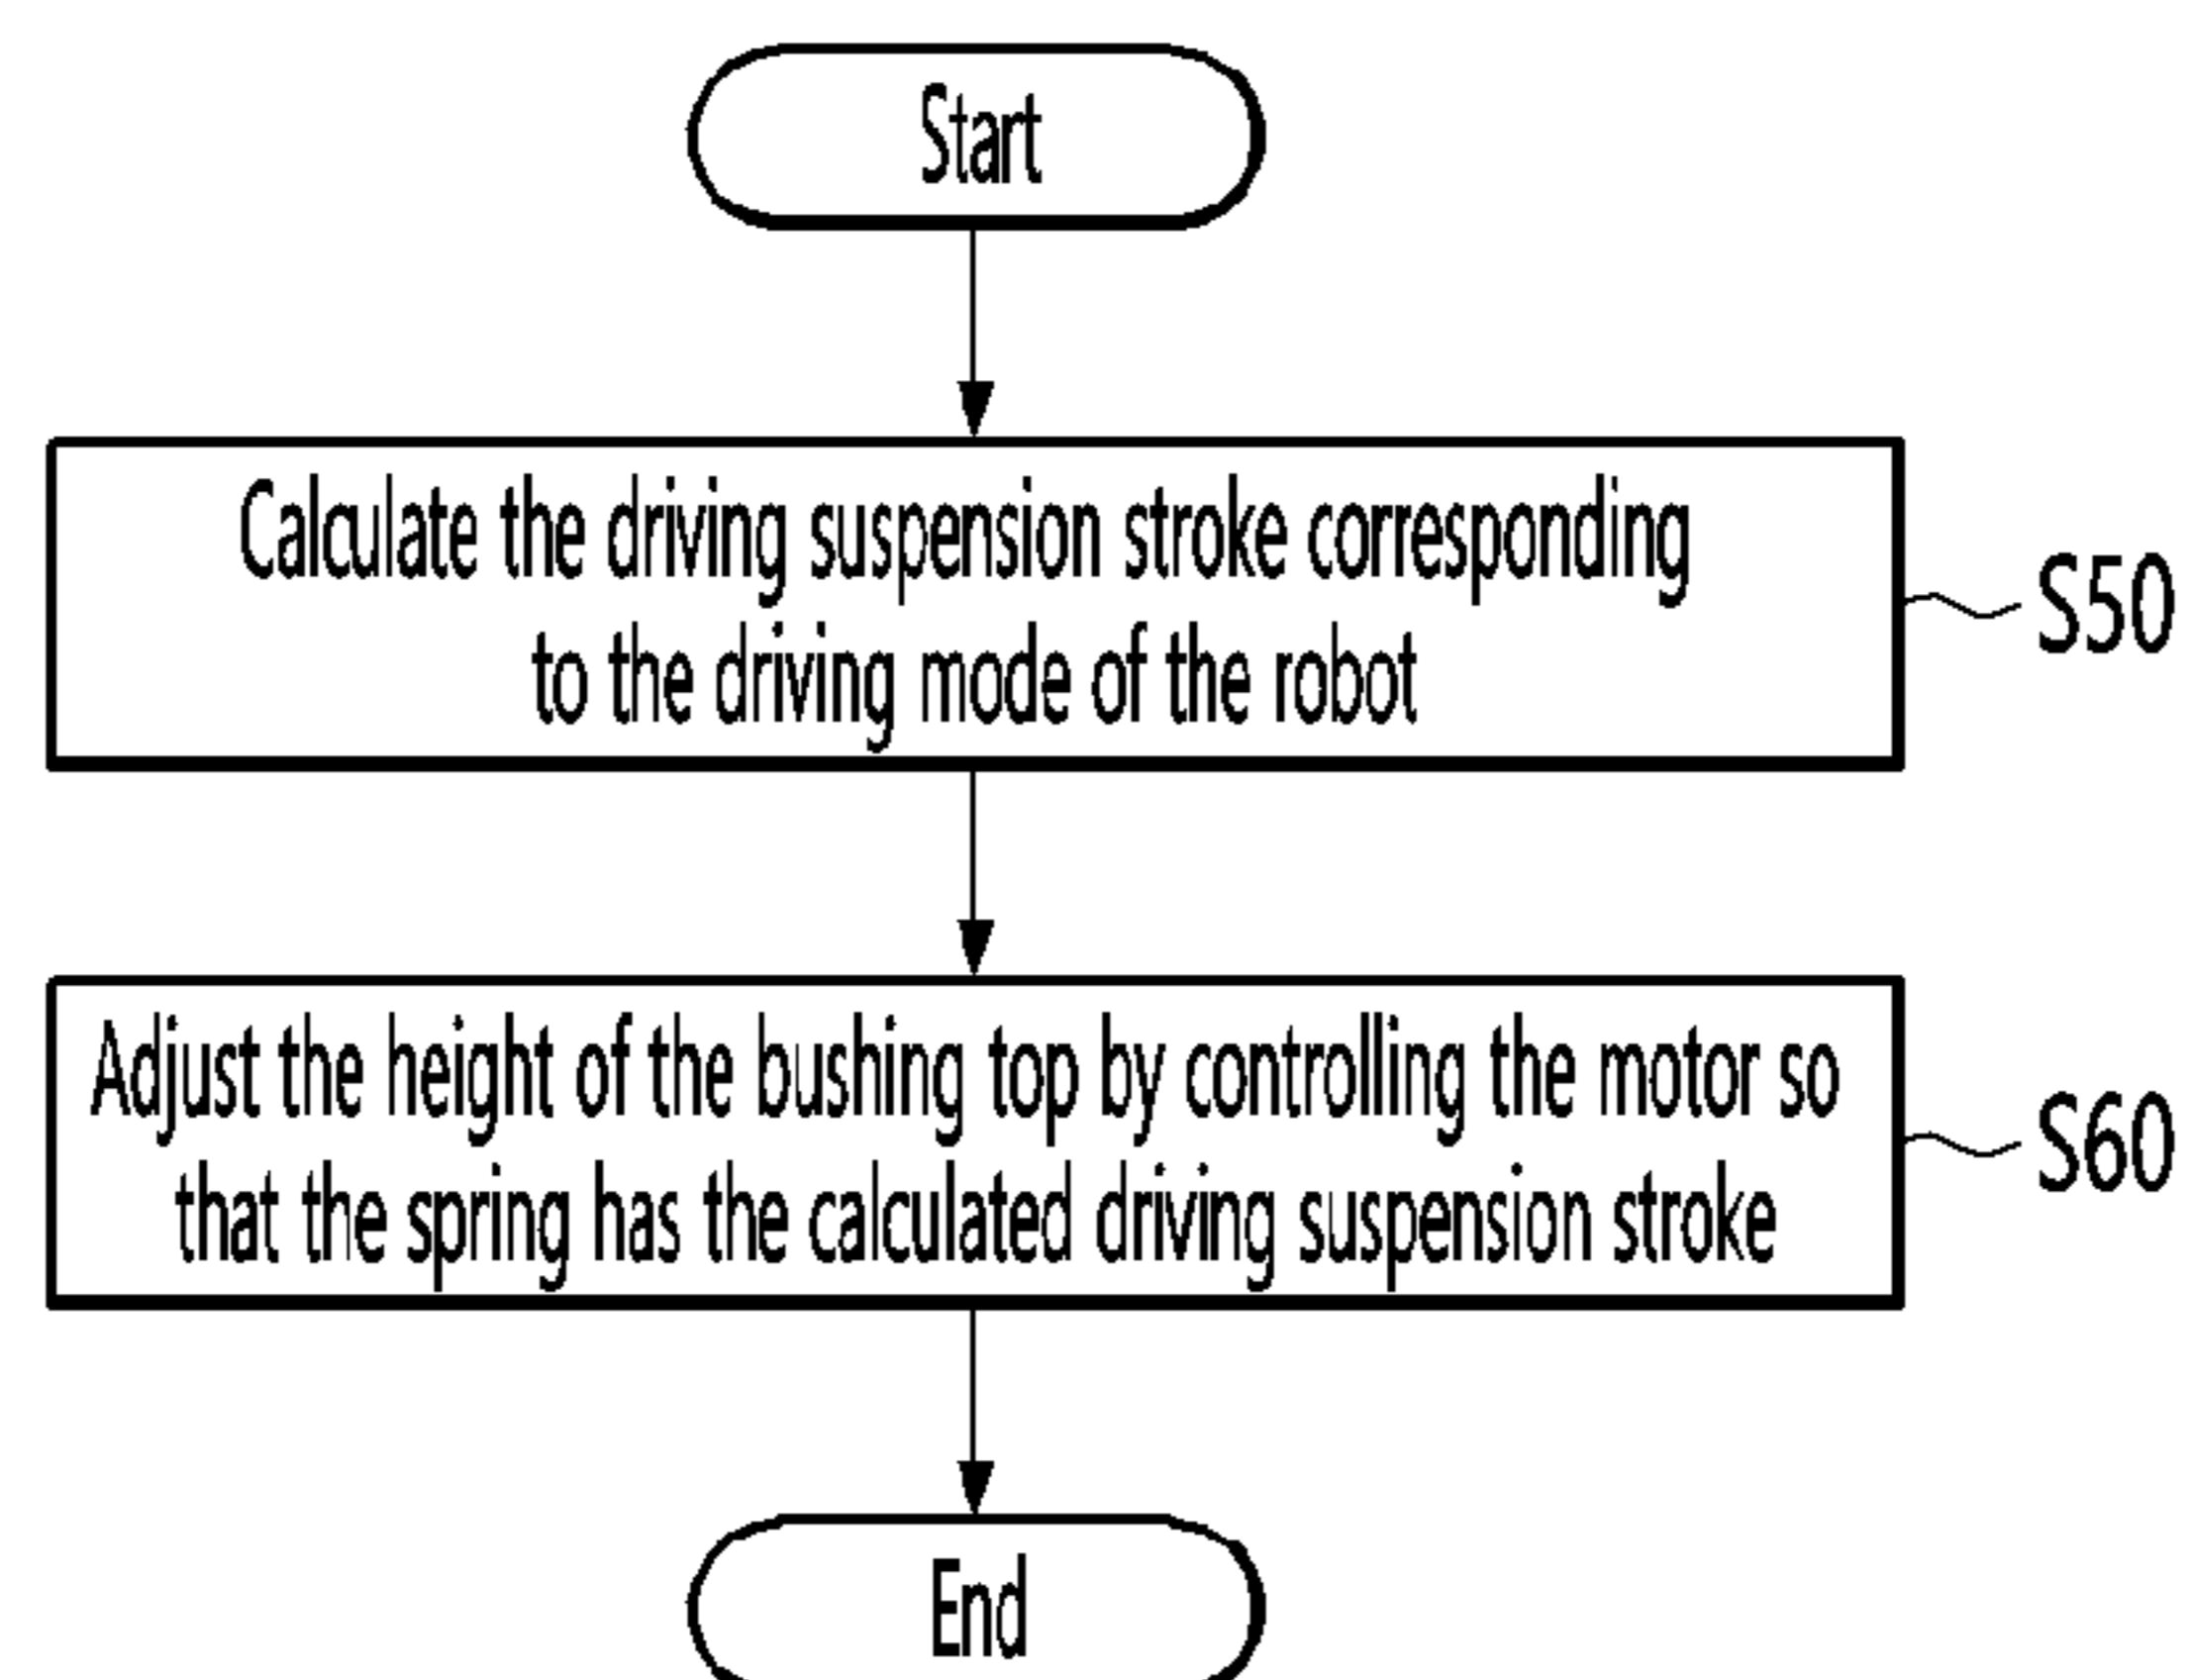 Start
Calculate the driving suspension stroke corresponding
to the driving mode of the robot
S50
Adjust the height of the bushing top by controlling the motor so
that the spring has the calculated driving suspension stroke
S60
End